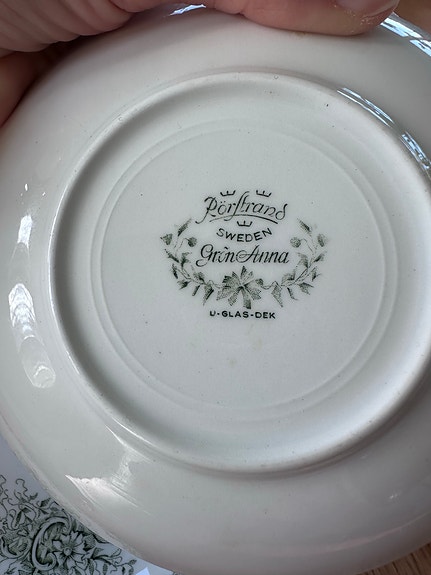 Rörstrand
SWEDEN
Grön Anna
U-GLAS-DEK